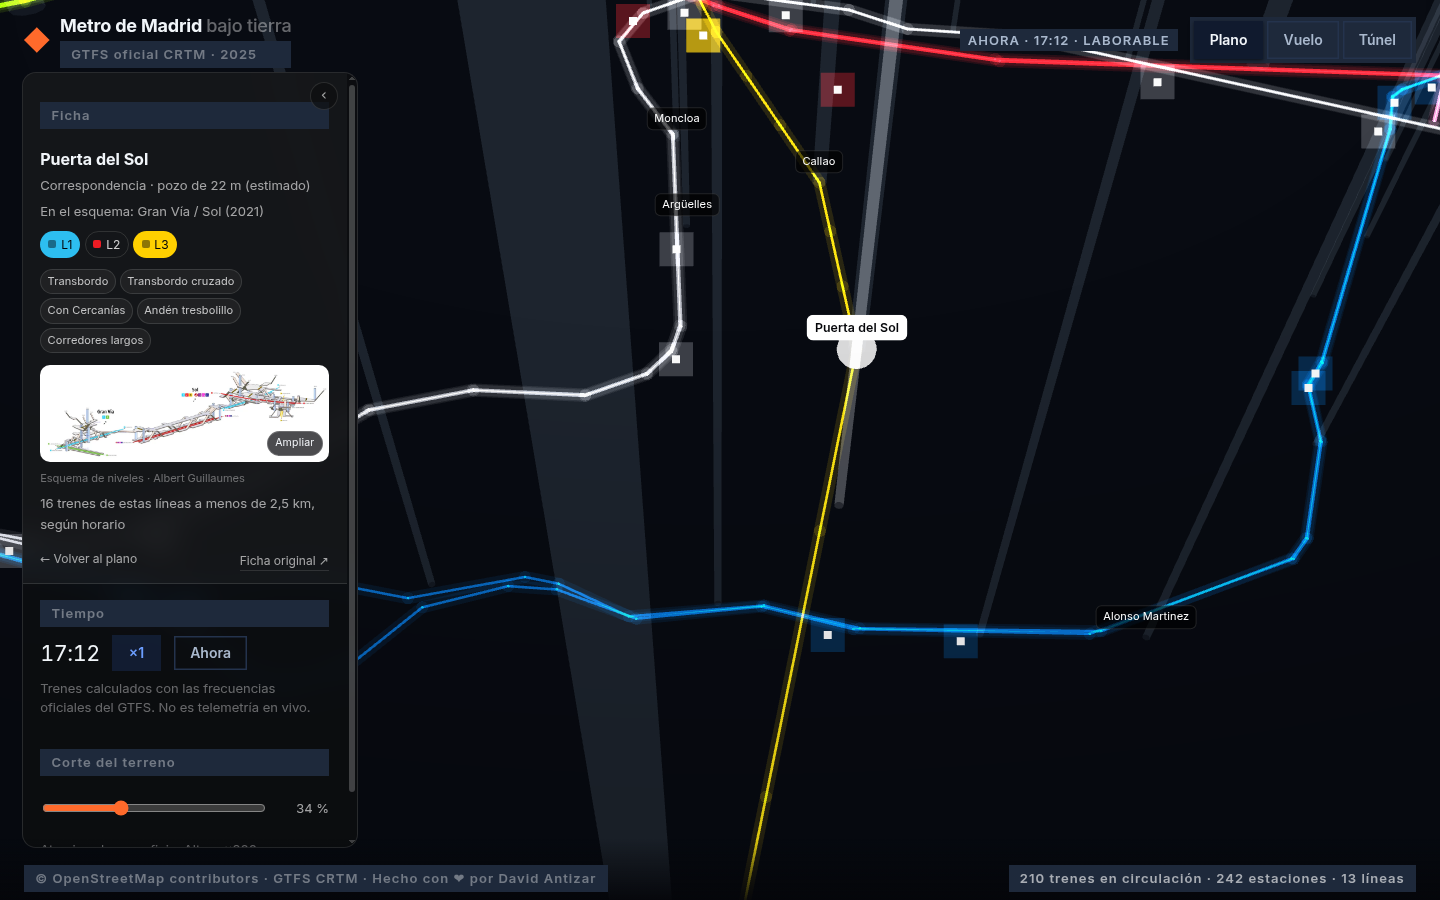 Metro de Madrid bajo tierra
GTFS oficial CRTM · 2025
AHORA · 17:12 · LABORABLE
Plano
Vuelo
Túnel
Ficha
Puerta del Sol
Correspondencia · pozo de 22 m (estimado)
En el esquema: Gran Vía / Sol (2021)
L1
L2
L3
Transbordo
Transbordo cruzado
Con Cercanías
Andén tresbolillo
Corredores largos
Gran Vía
Sol
Ampliar
Esquema de niveles · Albert Guillaumes
16 trenes de estas líneas a menos de 2,5 km,
según horario
← Volver al plano
Ficha original ↗
Tiempo
17:12
×1
Ahora
Trenes calculados con las frecuencias
oficiales del GTFS. No es telemetría en vivo.
Corte del terreno
34 %
Moncloa
Callao
Argüelles
Puerta del Sol
Alonso Martinez
© OpenStreetMap contributors · GTFS CRTM · Hecho con ❤ por David Antizar
210 trenes en circulación · 242 estaciones · 13 líneas